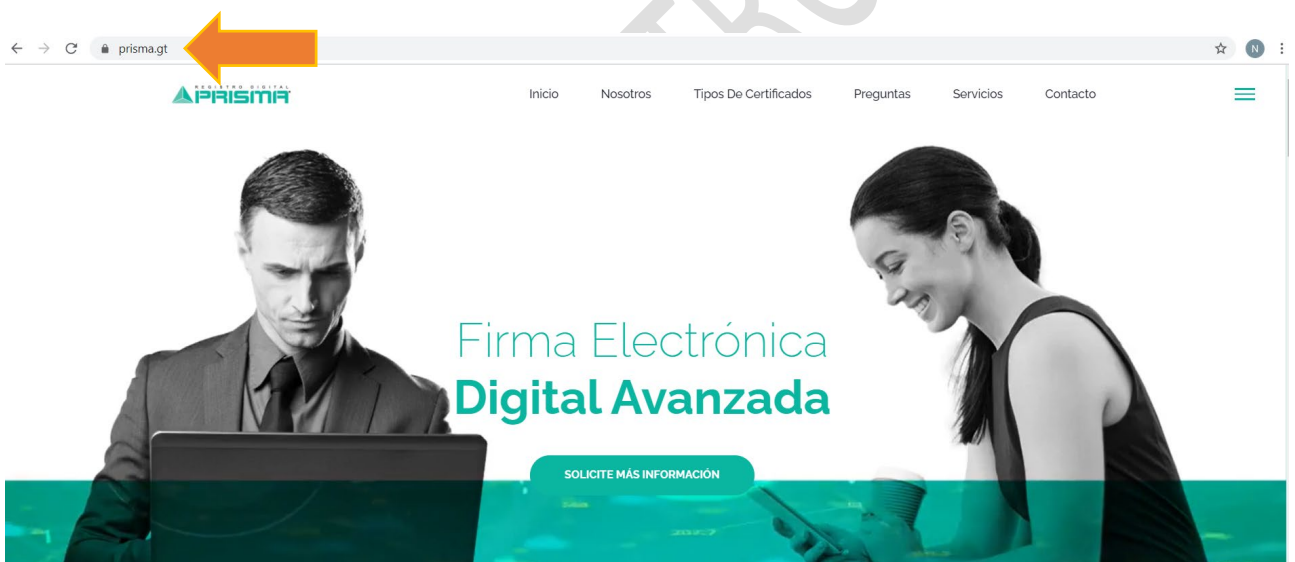 prisma.gt
N
REGISTRO DIGITAL
PRISMA
Inicio Nosotros Tipos De Certificados Preguntas Servicios Contacto
Firma Electrónica
Digital Avanzada
SOLICITE MÁS INFORMACIÓN